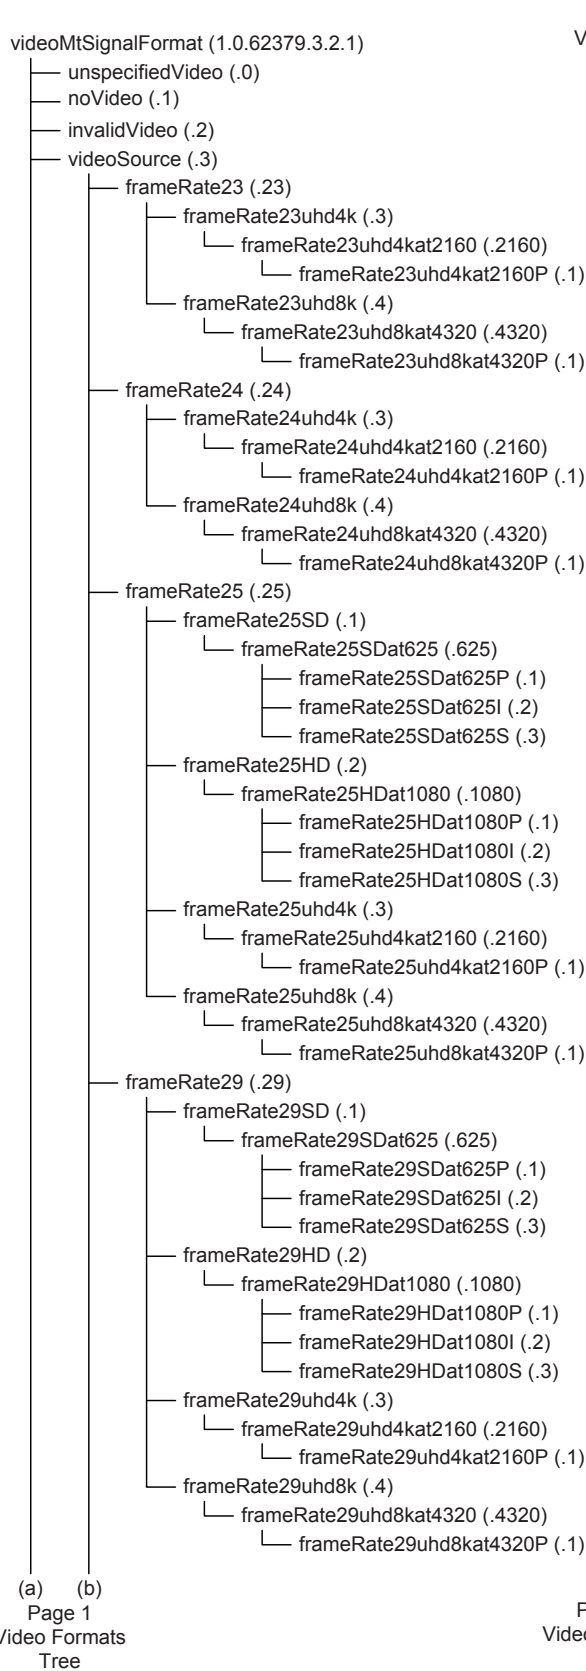 videoMtSignalFormat (1.0.62379.3.2.1)
unspecifiedVideo (.0)
noVideo (.1)
invalidVideo (.2)
videoSource (.3)
frameRate23 (.23)
frameRate23uhd4k (.3)
frameRate23uhd4kat2160 (.2160)
frameRate23uhd4kat2160P (.1)
frameRate23uhd8k (.4)
frameRate23uhd8kat4320 (.4320)
frameRate23uhd8kat4320P (.1)
frameRate24 (.24)
frameRate24uhd4k (.3)
frameRate24uhd4kat2160 (.2160)
frameRate24uhd4kat2160P (.1)
frameRate24uhd8k (.4)
frameRate24uhd8kat4320 (.4320)
frameRate24uhd8kat4320P (.1)
frameRate25 (.25)
frameRate25SD (.1)
frameRate25SDat625 (.625)
frameRate25SDat625P (.1)
frameRate25SDat625I (.2)
frameRate25SDat625S (.3)
frameRate25HD (.2)
frameRate25HDat1080 (.1080)
frameRate25HDat1080P (.1)
frameRate25HDat1080I (.2)
frameRate25HDat1080S (.3)
frameRate25uhd4k (.3)
frameRate25uhd4kat2160 (.2160)
frameRate25uhd4kat2160P (.1)
frameRate25uhd8k (.4)
frameRate25uhd8kat4320 (.4320)
frameRate25uhd8kat4320P (.1)
frameRate29 (.29)
frameRate29SD (.1)
frameRate29SDat625 (.625)
frameRate29SDat625P (.1)
frameRate29SDat625I (.2)
frameRate29SDat625S (.3)
frameRate29HD (.2)
frameRate29HDat1080 (.1080)
frameRate29HDat1080P (.1)
frameRate29HDat1080I (.2)
frameRate29HDat1080S (.3)
frameRate29uhd4k (.3)
frameRate29uhd4kat2160 (.2160)
frameRate29uhd4kat2160P (.1)
frameRate29uhd8k (.4)
frameRate29uhd8kat4320 (.4320)
frameRate29uhd8kat4320P (.1)
(a) (b)
Page 1
Video Formats
Tree